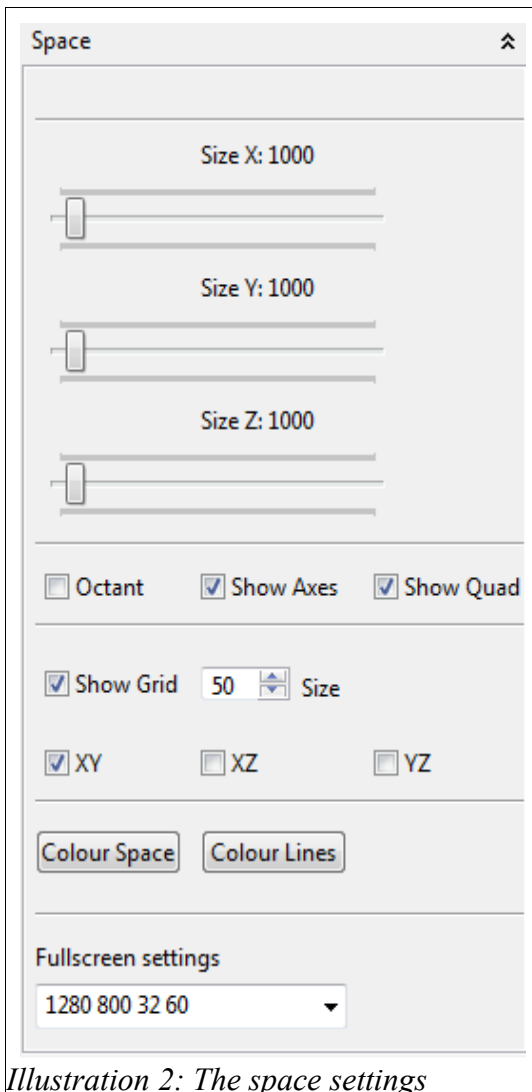 Space
Size X: 1000
Size Y: 1000
Size Z: 1000
Octant Show Axes Show Quad
Show Grid 50 Size
XY XZ YZ
Colour Space Colour Lines
Fullscreen settings
1280 800 32 60
Illustration 2: The space settings